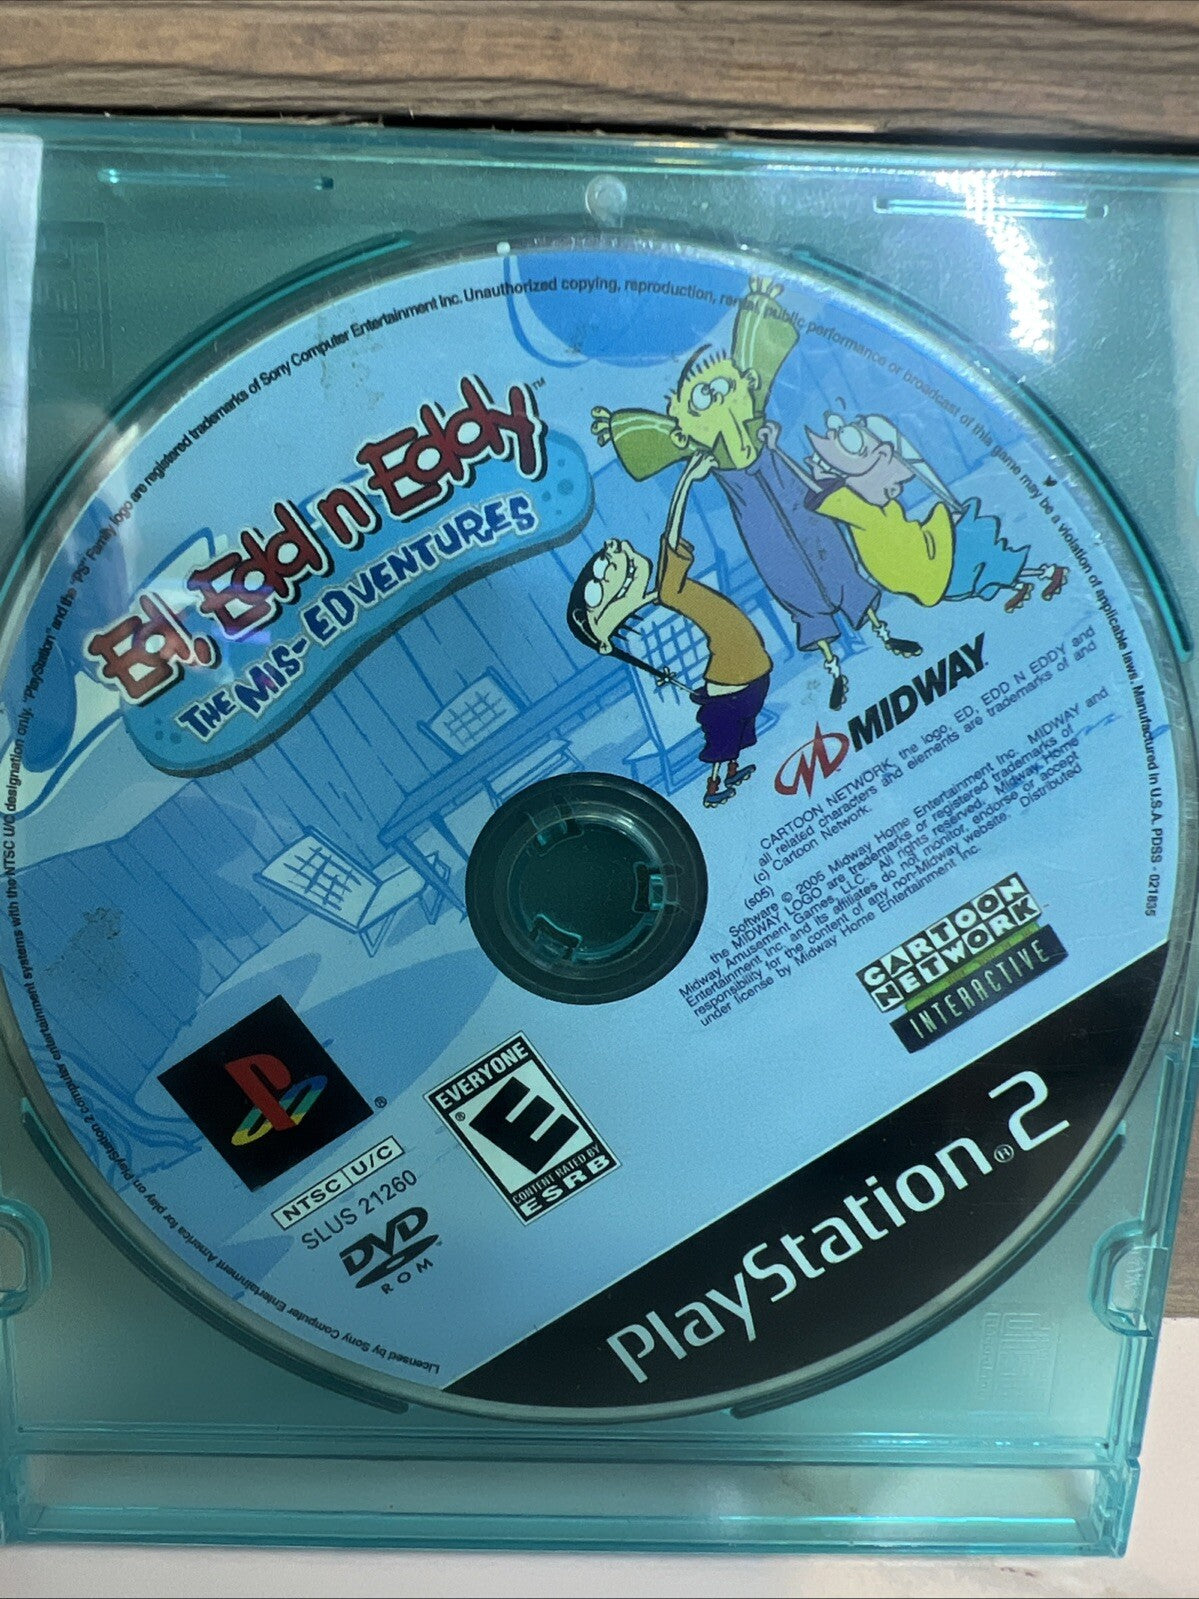 Ed, Edd n Eddy™
THE MIS-EDVENTURES
MIDWAY
CARTOON NETWORK, the logo, ED, EDD N EDDY and
all related characters and elements are trademarks of and
(c) Cartoon Network.
(s05)
Software © 2005 Midway Home Entertainment Inc. MIDWAY and
the MIDWAY LOGO are trademarks or registered trademarks of
Midway Amusement Games, LLC. All rights reserved. Midway Home
Entertainment Inc. and its affiliates do not monitor, endorse or accept
responsibility for the content of any non-Midway website. Distributed
under license by Midway Home Entertainment Inc.
CARTOON
NETWORK
INTERACTIVE
®
NTSC U/C
SLUS 21260
DVD
ROM
EVERYONE
E
®
CONTENT RATED BY
ESRB
PlayStation®2
Licensed by Sony Computer Entertainment America for play on PlayStation 2 computer entertainment systems with the NTSC U/C designation only. "PlayStation" and the "PS" Family logo are registered trademarks of Sony Computer Entertainment Inc. Unauthorized copying, reproduction, rental, public performance or broadcast of this game may be a violation of applicable laws. Manufactured in U.S.A. PDSS - 021835